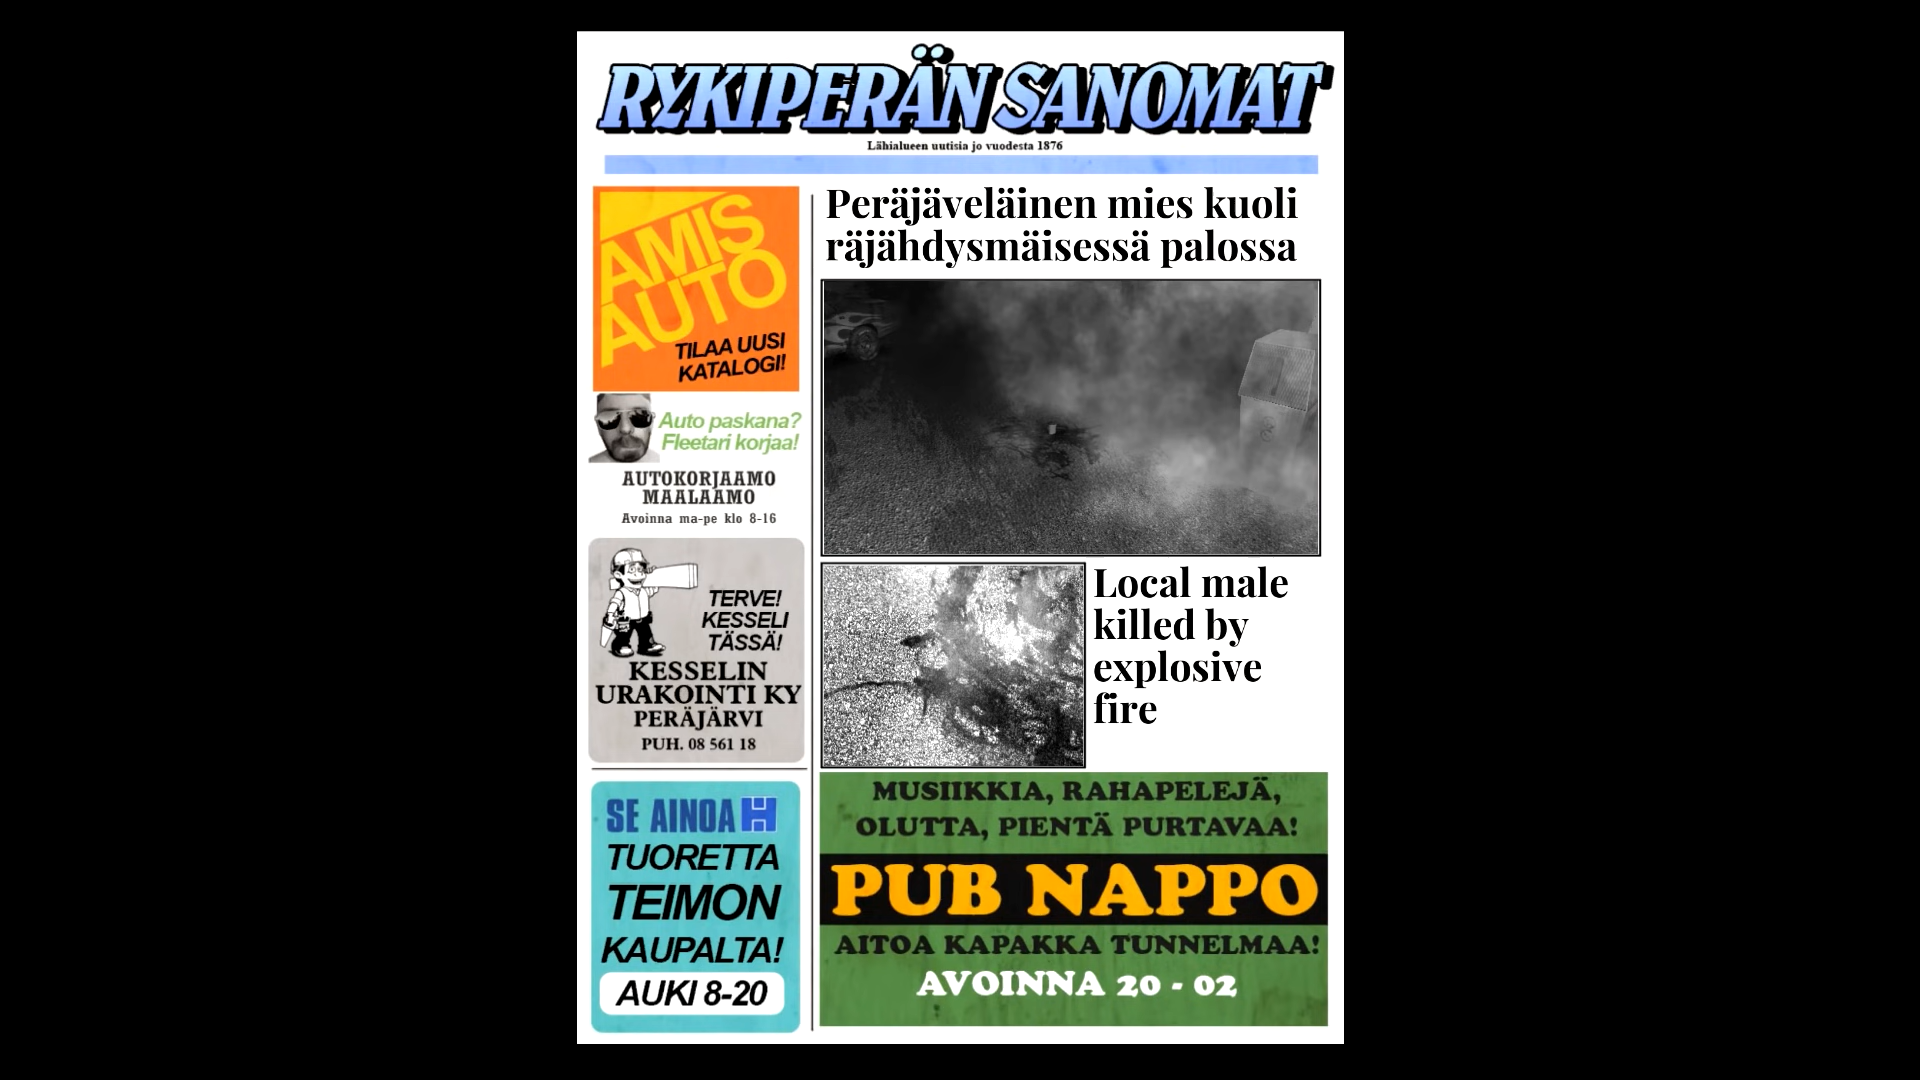 RYKIPERÄN SANOMAT
Lähialueen uutisia jo vuodesta 1876
AMIS
AUTO
TILAA UUSI
KATALOGI!
Auto paskana?
Fleetari korjaa!
AUTOKORJAAMO
MAALAAMO
Avoinna ma-pe klo 8-16
TERVE!
KESSELI
TÄSSÄ!
KESSELIN
URAKOINTI KY
PERÄJÄRVI
PUH. 08 561 18
SE AINOA H
TUORETTA
TEIMON
KAUPALTA!
AUKI 8-20
Peräjäveläinen mies kuoli
räjähdysmäisessä palossa
Local male
killed by
explosive
fire
MUSIIKKIA, RAHAPELEJÄ,
OLUTTA, PIENTÄ PURTAVAA!
PUB NAPPO
AITOA KAPAKKA TUNNELMAA!
AVOINNA 20 - 02